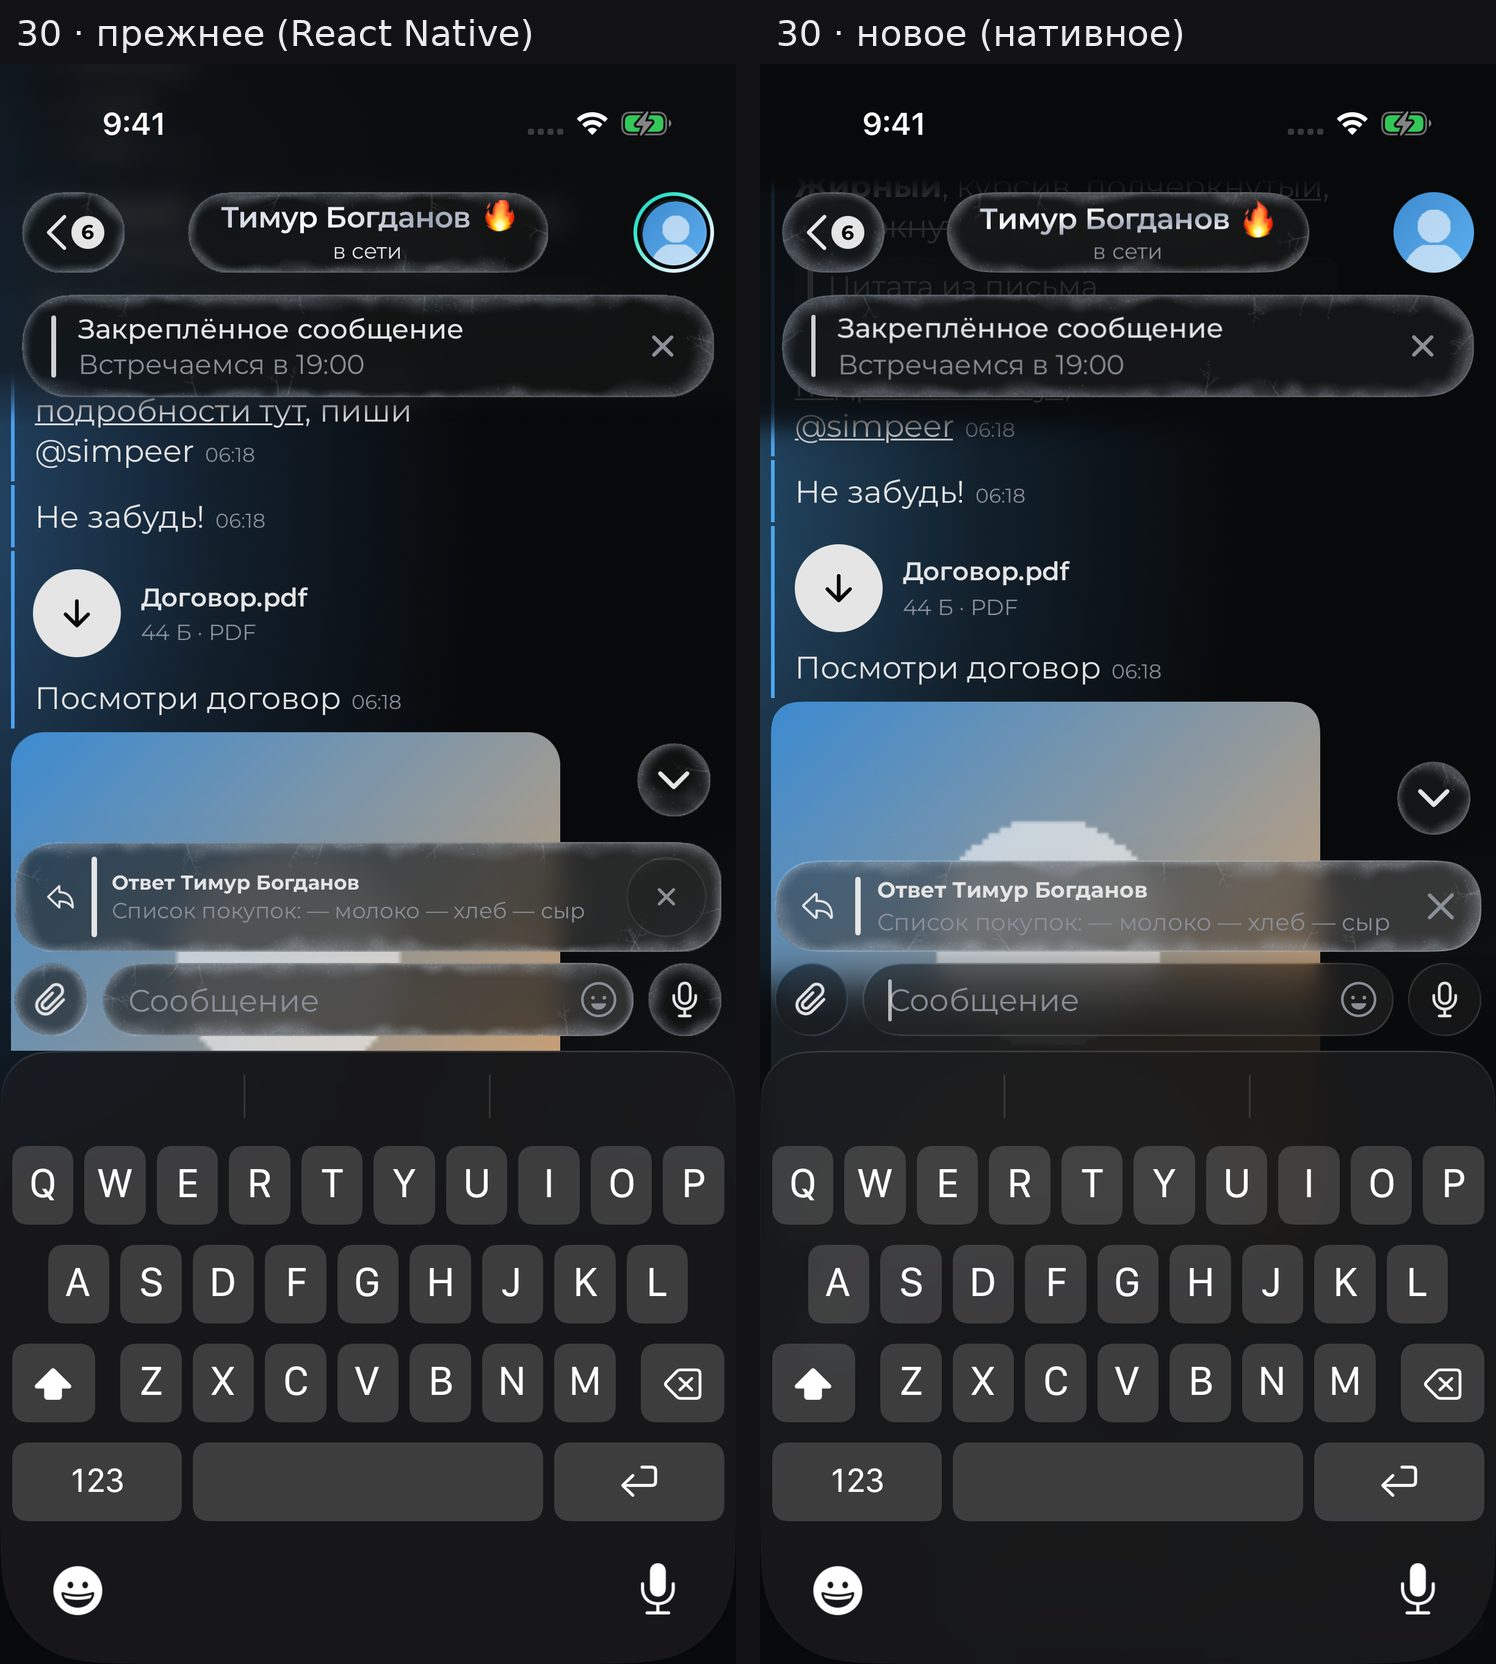 30 · прежнее (React Native)
9:41
6
Тимур Богданов 🔥
в сети
Закреплённое сообщение
Встречаемся в 19:00
подробности тут, пиши
@simpeer 06:18
Не забудь! 06:18
Договор.pdf
44 Б · PDF
Посмотри договор 06:18
Ответ Тимур Богданов
Список покупок: — молоко — хлеб — сыр
Сообщение
Q W E R T Y U I O P
A S D F G H J K L
Z X C V B N M
123
30 · новое (нативное)
9:41
Жирный, курсив, подчеркнутый,
6
Тимур Богданов 🔥
в сети
Цитата из письма
Закреплённое сообщение
Встречаемся в 19:00
@simpeer 06:18
Не забудь! 06:18
Договор.pdf
44 Б · PDF
Посмотри договор 06:18
Ответ Тимур Богданов
Список покупок: — молоко — хлеб — сыр
Сообщение
Q W E R T Y U I O P
A S D F G H J K L
Z X C V B N M
123